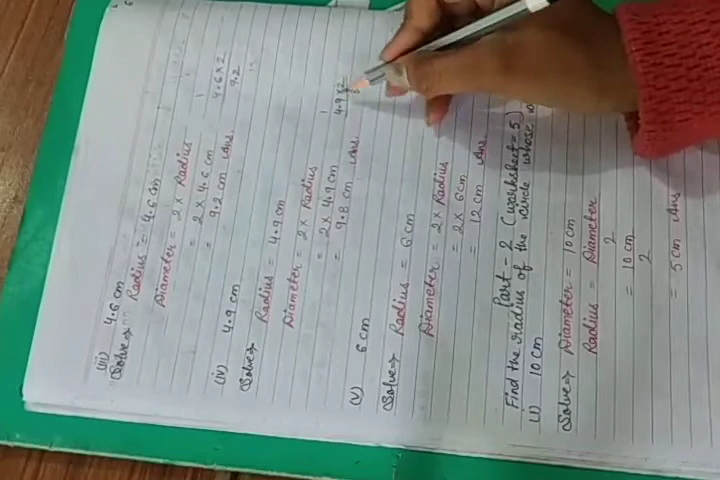 (iii) 4.6 cm
Solve⇒ Radius = 4.6 cm
Diameter = 2 x Radius
= 2 x 4.6 cm
= 9.2 cm Ans.
1
4.6 x 2
9.2
(iv) 4.9 cm
Solve⇒
Radius = 4.9 cm
Diameter = 2 x Radius
= 2 x 4.9 cm
= 9.8 cm Ans.
1
4.9 x 2
8
(v) 6 cm
Solve⇒ Radius = 6 cm
Diameter = 2 x Radius
= 2 x 6 cm
= 12 cm Ans
Part - 2 (worksheet = 5)
Find the radius of the circle whose
(i) 10 cm
Solve⇒ Diameter = 10 cm
Radius = Diameter
2
= 10 cm
2
= 5 cm Ans